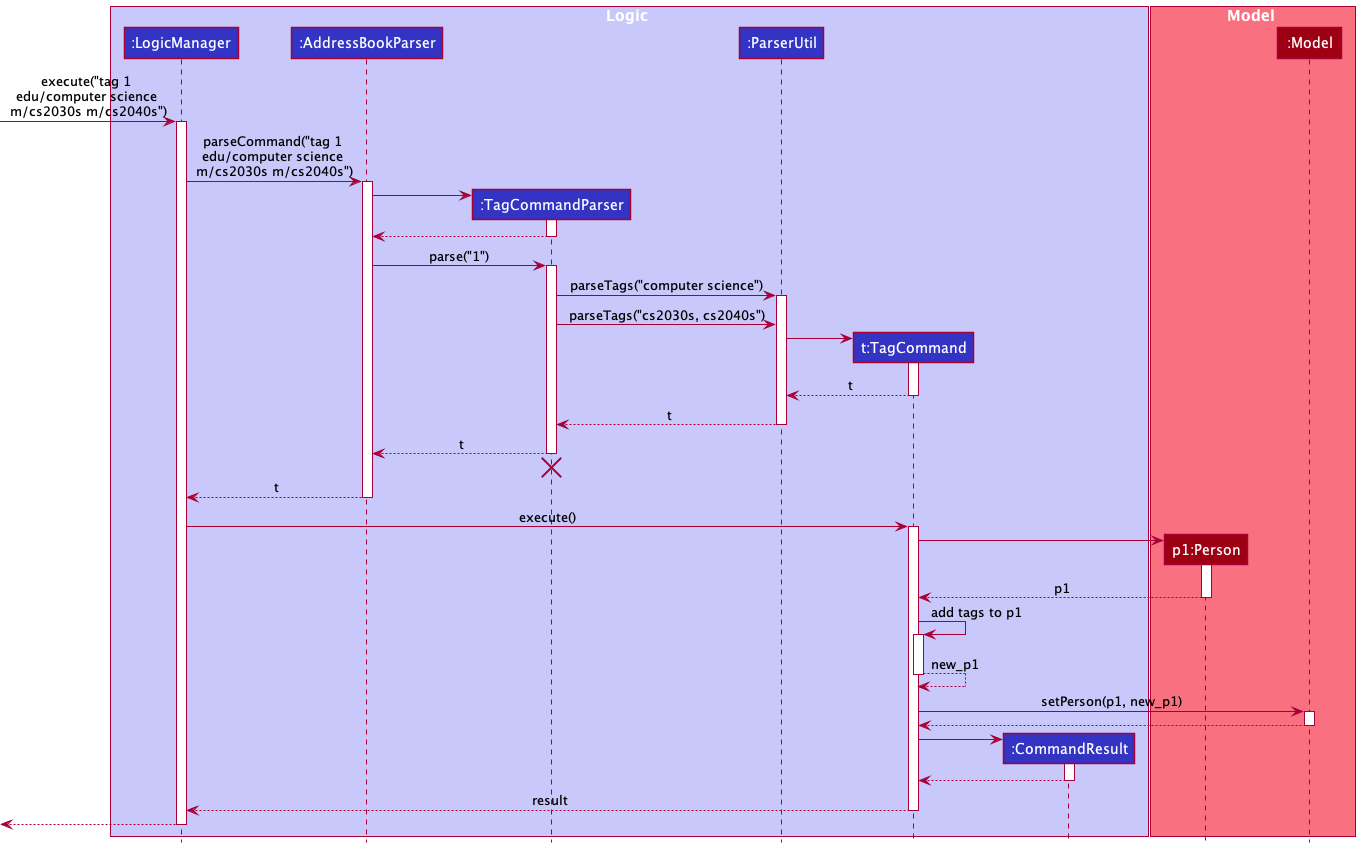 Logic
Model
:LogicManager
:AddressBookParser
:ParserUtil
:Model
execute("tag 1
edu/computer science
m/cs2030s m/cs2040s")
parseCommand("tag 1
edu/computer science
m/cs2030s m/cs2040s")
:TagCommandParser
parse("1")
parseTags("computer science")
parseTags("cs2030s, cs2040s")
t:TagCommand
t
t
t
t
execute()
p1:Person
p1
add tags to p1
new_p1
setPerson(p1, new_p1)
:CommandResult
result